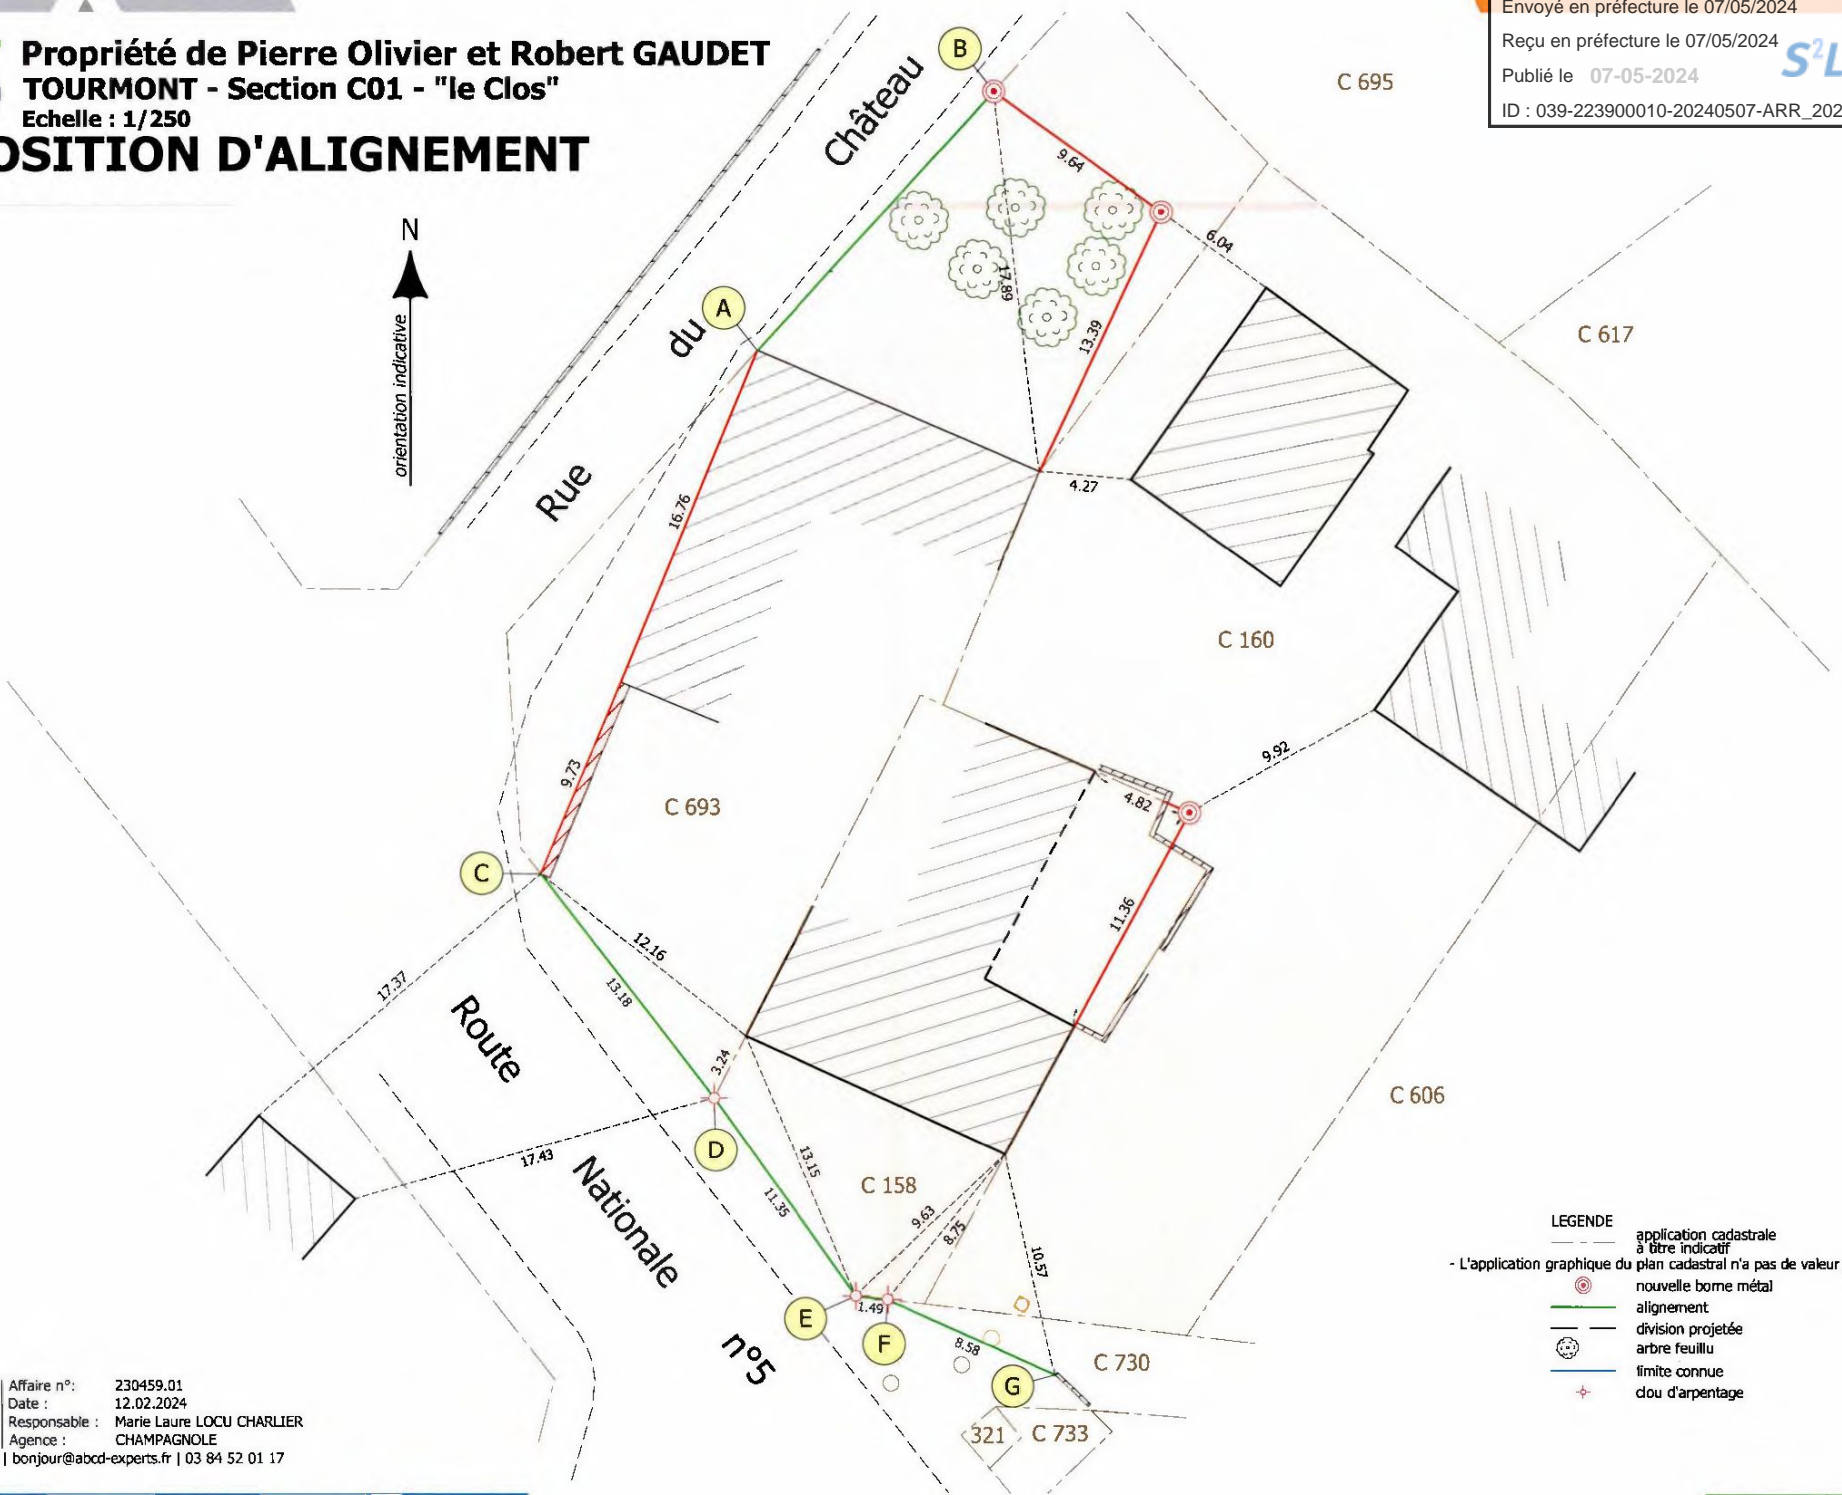 Propriété de Pierre Olivier et Robert GAUDET
TOURMONT - Section C01 - "le Clos"
Echelle : 1/250
OSITION D'ALIGNEMENT
Envoyé en préfecture le 07/05/2024
Reçu en préfecture le 07/05/2024
Publié le 07-05-2024
S²L
ID : 039-223900010-20240507-ARR_202
N
orientation indicative
Rue
du
Château
A
B
C
D
E
F
G
C 695
C 617
C 160
C 693
C 606
C 158
C 730
C 733
321
9.64
6.04
17.89
13.39
4.27
16.76
9.73
9.92
4.82
11.36
12.16
13.18
17.37
3.24
17.43
13.15
11.35
9.63
8.75
10.57
1.49
8.58
Route
Nationale
n°5
LEGENDE
application cadastrale
à titre indicatif
- L'application graphique du plan cadastral n'a pas de valeur
nouvelle borne métal
alignement
division projetée
arbre feuillu
limite connue
clou d'arpentage
Affaire n°: 230459.01
Date : 12.02.2024
Responsable : Marie Laure LOCU CHARLIER
Agence : CHAMPAGNOLE
| bonjour@abcd-experts.fr | 03 84 52 01 17